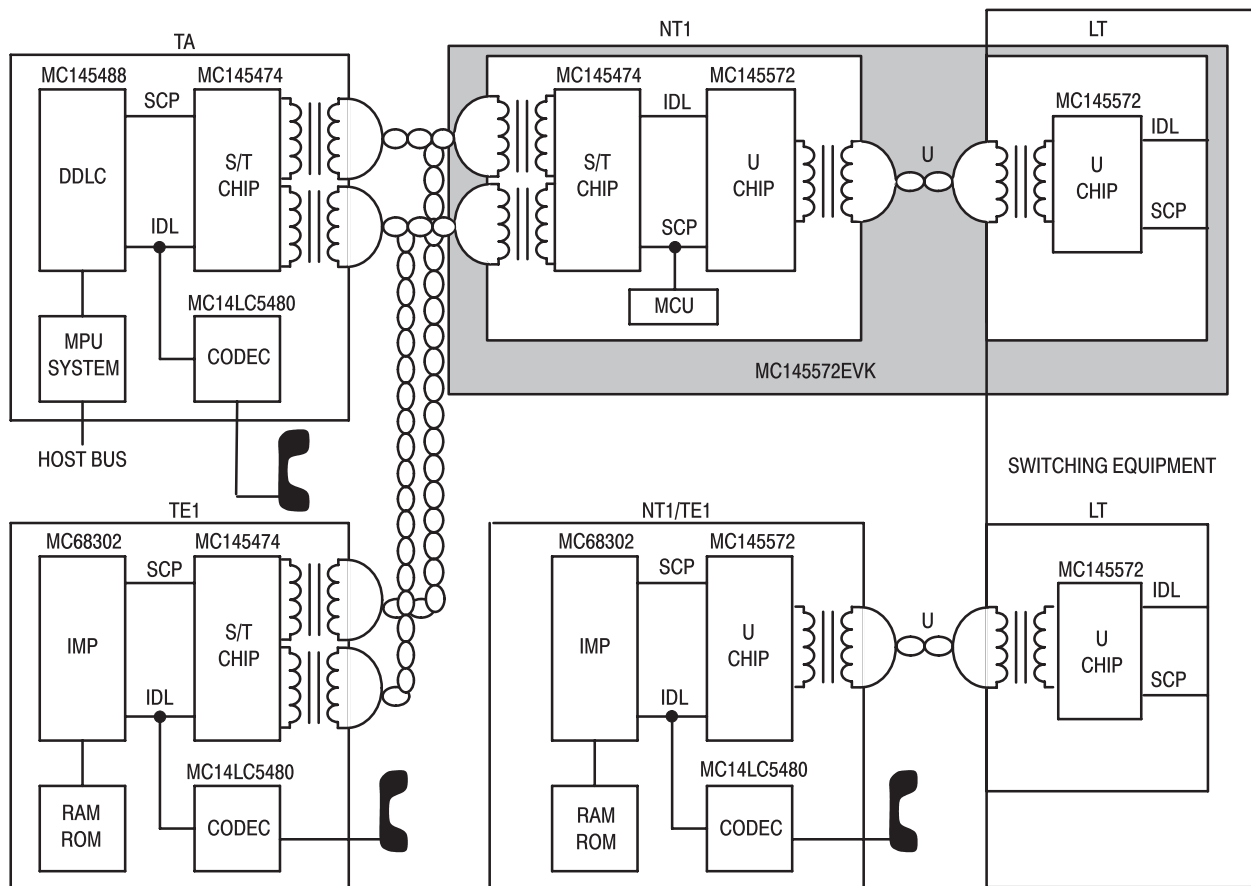 TA
MC145488
MC145474
SCP
DDLC
S/T
CHIP
IDL
MC14LC5480
MPU
SYSTEM
CODEC
HOST BUS
NT1
MC145474
MC145572
IDL
S/T
CHIP
U
CHIP
SCP
MCU
U
MC145572EVK
LT
MC145572
IDL
U
CHIP
SCP
SWITCHING EQUIPMENT
TE1
MC68302
MC145474
SCP
IMP
S/T
CHIP
IDL
MC14LC5480
RAM
ROM
CODEC
NT1/TE1
MC68302
MC145572
SCP
IMP
U
CHIP
IDL
MC14LC5480
RAM
ROM
CODEC
U
LT
MC145572
IDL
U
CHIP
SCP